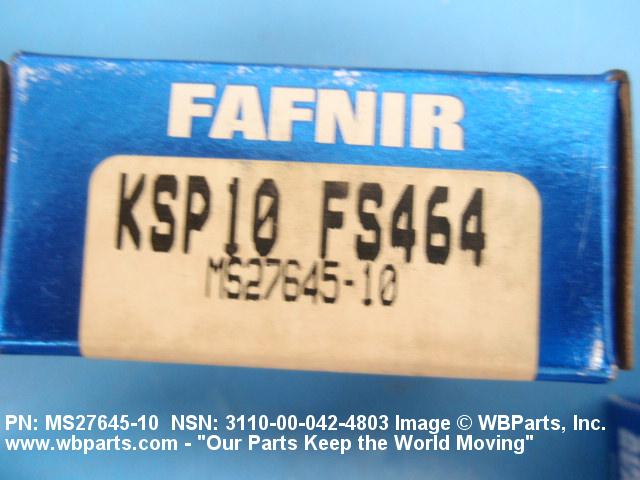 FAFNIR
KSP10 FS464
MS27645-10
PN: MS27645-10 NSN: 3110-00-042-4803 Image © WBParts, Inc.
www.wbparts.com - "Our Parts Keep the World Moving"